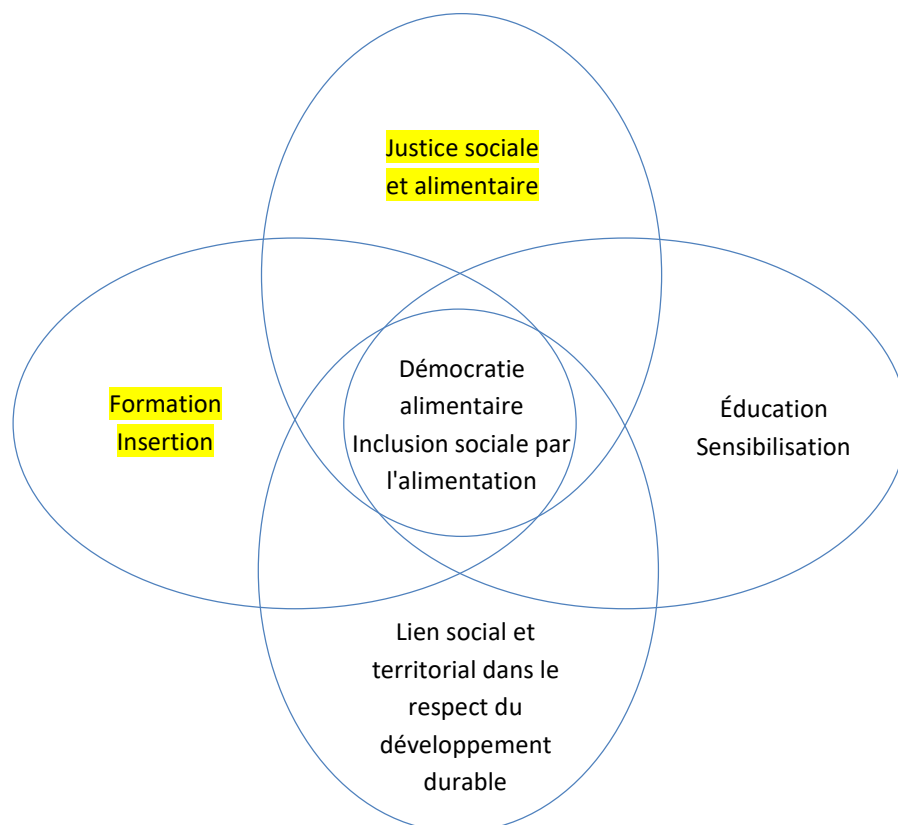 Justice sociale
et alimentaire
Formation
Insertion
Démocratie
alimentaire
Inclusion sociale par
l'alimentation
Éducation
Sensibilisation
Lien social et
territorial dans le
respect du
développement
durable